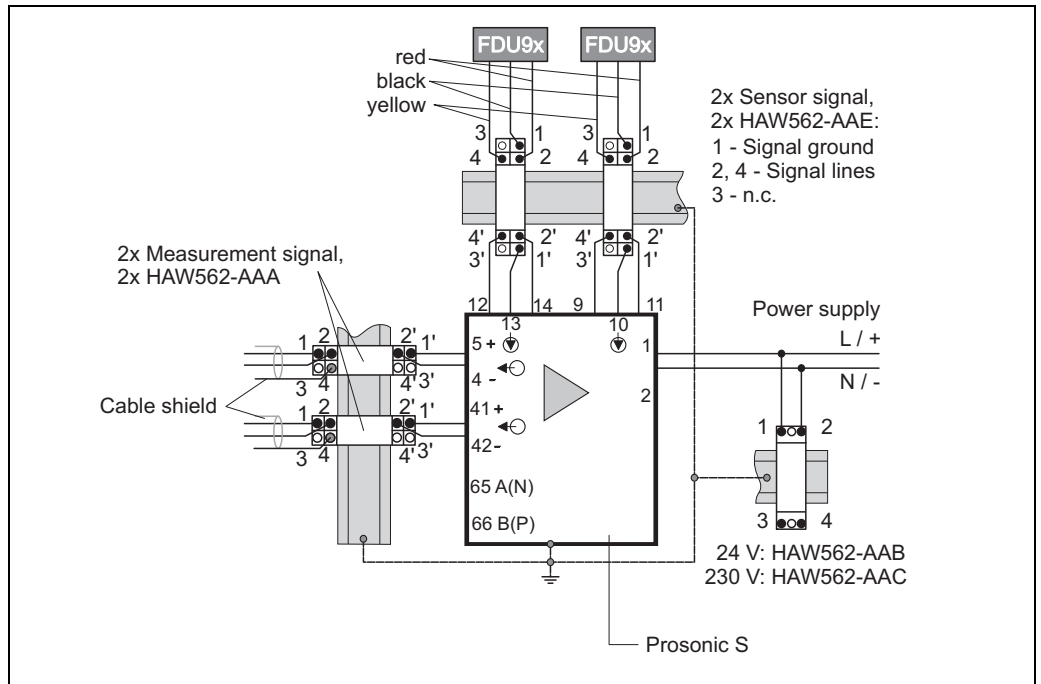 FDU9x FDU9x
red
black
yellow
2x Sensor signal,
2x HAW562-AAE:
1 - Signal ground
2, 4 - Signal lines
3 - n.c.
3 1 3 1
4 2 4 2
4' 2' 4' 2'
3' 1' 3' 1'
2x Measurement signal,
2x HAW562-AAA
12 14 9 11
13 10
Power supply
L / +
N / -
1 2 2' 1'
3 4 4' 3'
5 +
4 -
1
2
Cable shield
1 2 2' 1'
3 4 4' 3'
41 +
42 -
65 A(N)
66 B(P)
1 2
3 4
24 V: HAW562-AAB
230 V: HAW562-AAC
Prosonic S